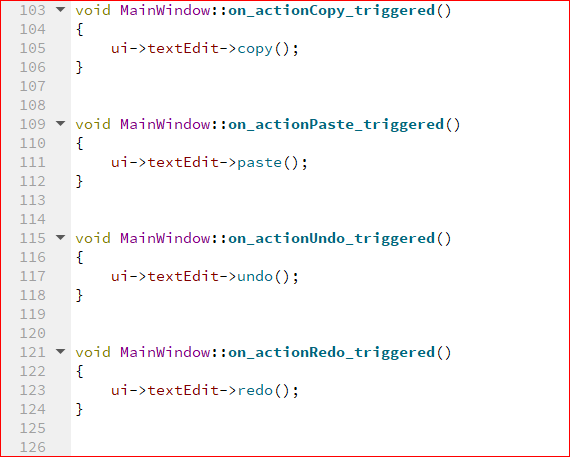 103 void MainWindow::on_actionCopy_triggered()
104 {
105     ui->textEdit->copy();
106 }
107
108
109 void MainWindow::on_actionPaste_triggered()
110 {
111     ui->textEdit->paste();
112 }
113
114
115 void MainWindow::on_actionUndo_triggered()
116 {
117     ui->textEdit->undo();
118 }
119
120
121 void MainWindow::on_actionRedo_triggered()
122 {
123     ui->textEdit->redo();
124 }
125
126